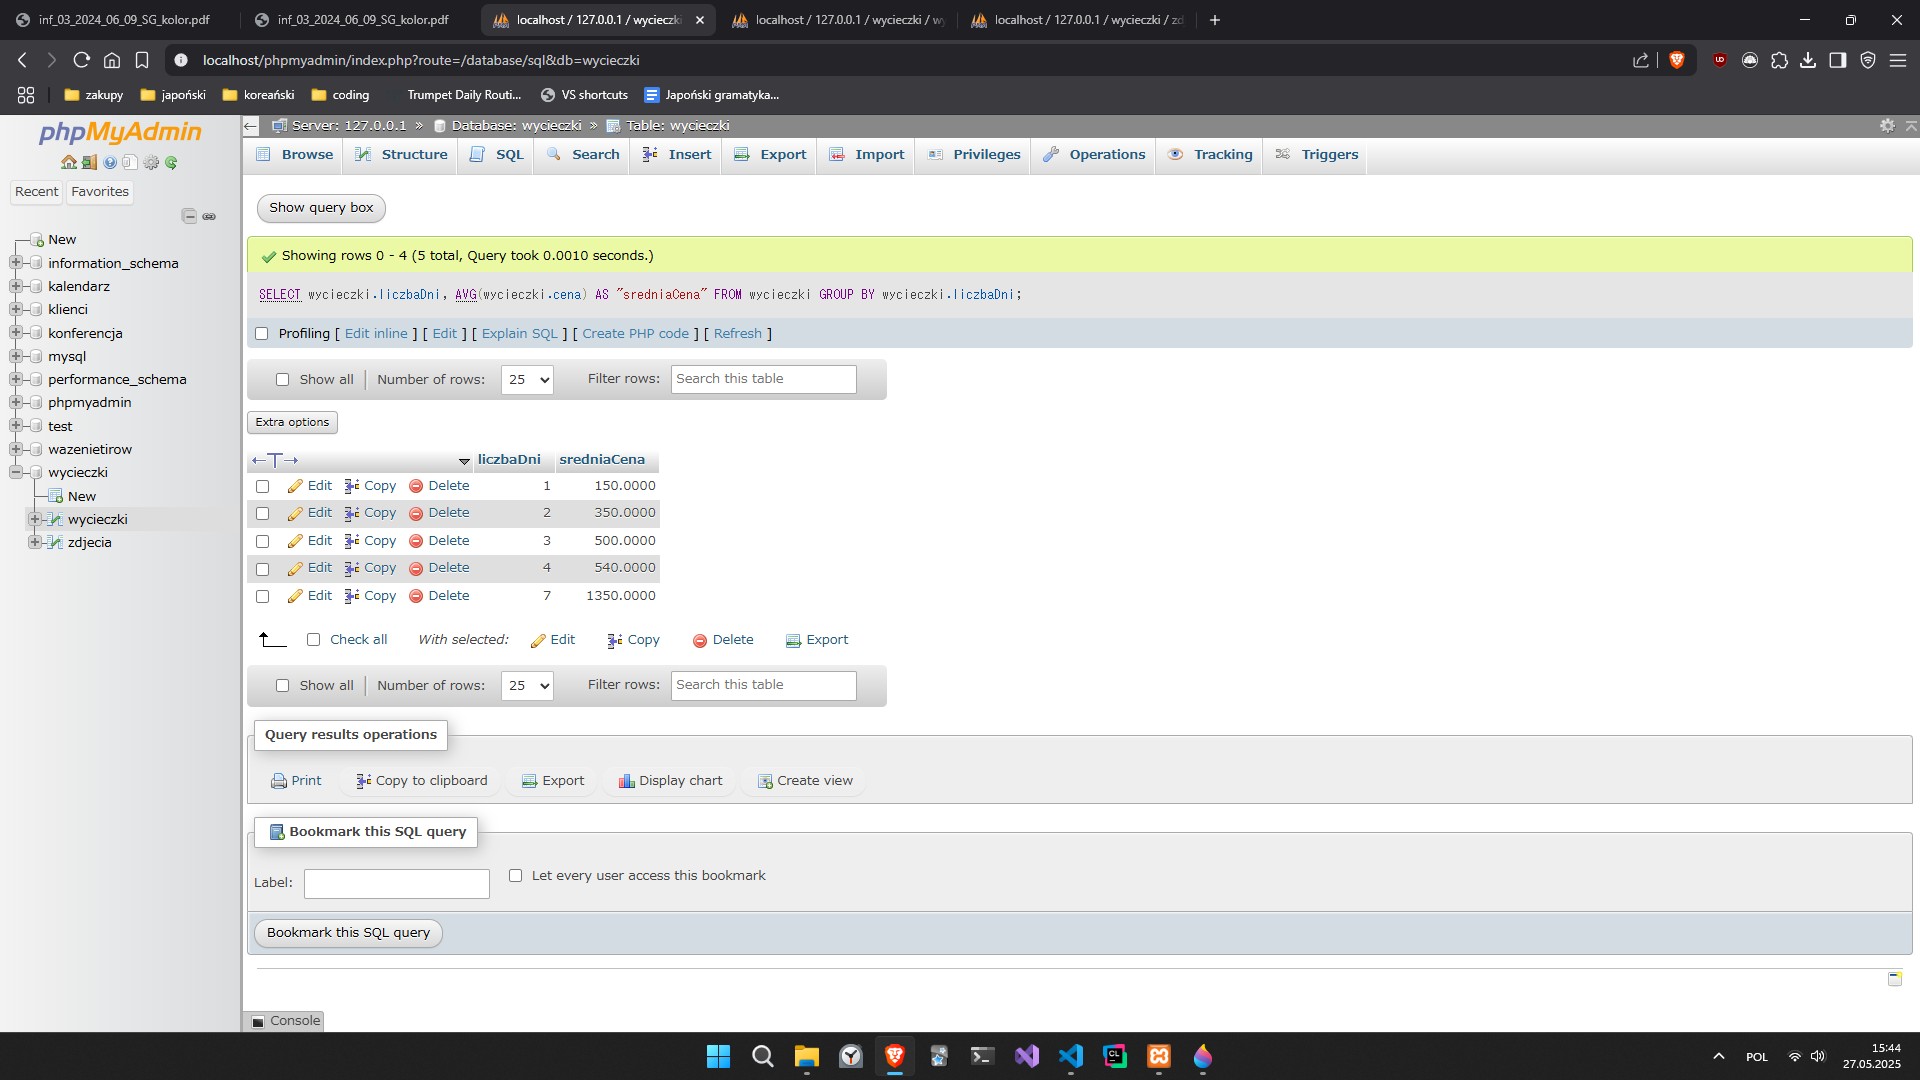 inf_03_2024_06_09_SG_kolor.pdf
inf_03_2024_06_09_SG_kolor.pdf
localhost / 127.0.0.1 / wycieczki
localhost / 127.0.0.1 / wycieczki / wy
localhost / 127.0.0.1 / wycieczki / zd
localhost/phpmyadmin/index.php?route=/database/sql&db=wycieczki
zakupy japoński koreański coding Trumpet Daily Routi... VS shortcuts Japoński gramatyka...
phpMyAdmin
Recent Favorites
New
information_schema
kalendarz
klienci
konferencja
mysql
performance_schema
phpmyadmin
test
wazenietirow
wycieczki
New
wycieczki
zdjecia
Server: 127.0.0.1 » Database: wycieczki » Table: wycieczki
Browse Structure SQL Search Insert Export Import Privileges Operations Tracking Triggers
Show query box
Showing rows 0 - 4 (5 total, Query took 0.0010 seconds.)
SELECT wycieczki.liczbaDni, AVG(wycieczki.cena) AS "sredniaCena" FROM wycieczki GROUP BY wycieczki.liczbaDni;
Profiling [ Edit inline ] [ Edit ] [ Explain SQL ] [ Create PHP code ] [ Refresh ]
Show all Number of rows: 25 Filter rows: Search this table
Extra options
←T→ liczbaDni sredniaCena
Edit Copy Delete 1 150.0000
Edit Copy Delete 2 350.0000
Edit Copy Delete 3 500.0000
Edit Copy Delete 4 540.0000
Edit Copy Delete 7 1350.0000
Check all With selected: Edit Copy Delete Export
Show all Number of rows: 25 Filter rows: Search this table
Query results operations
Print Copy to clipboard Export Display chart Create view
Bookmark this SQL query
Label: Let every user access this bookmark
Bookmark this SQL query
Console
POL
15:44
27.05.2025